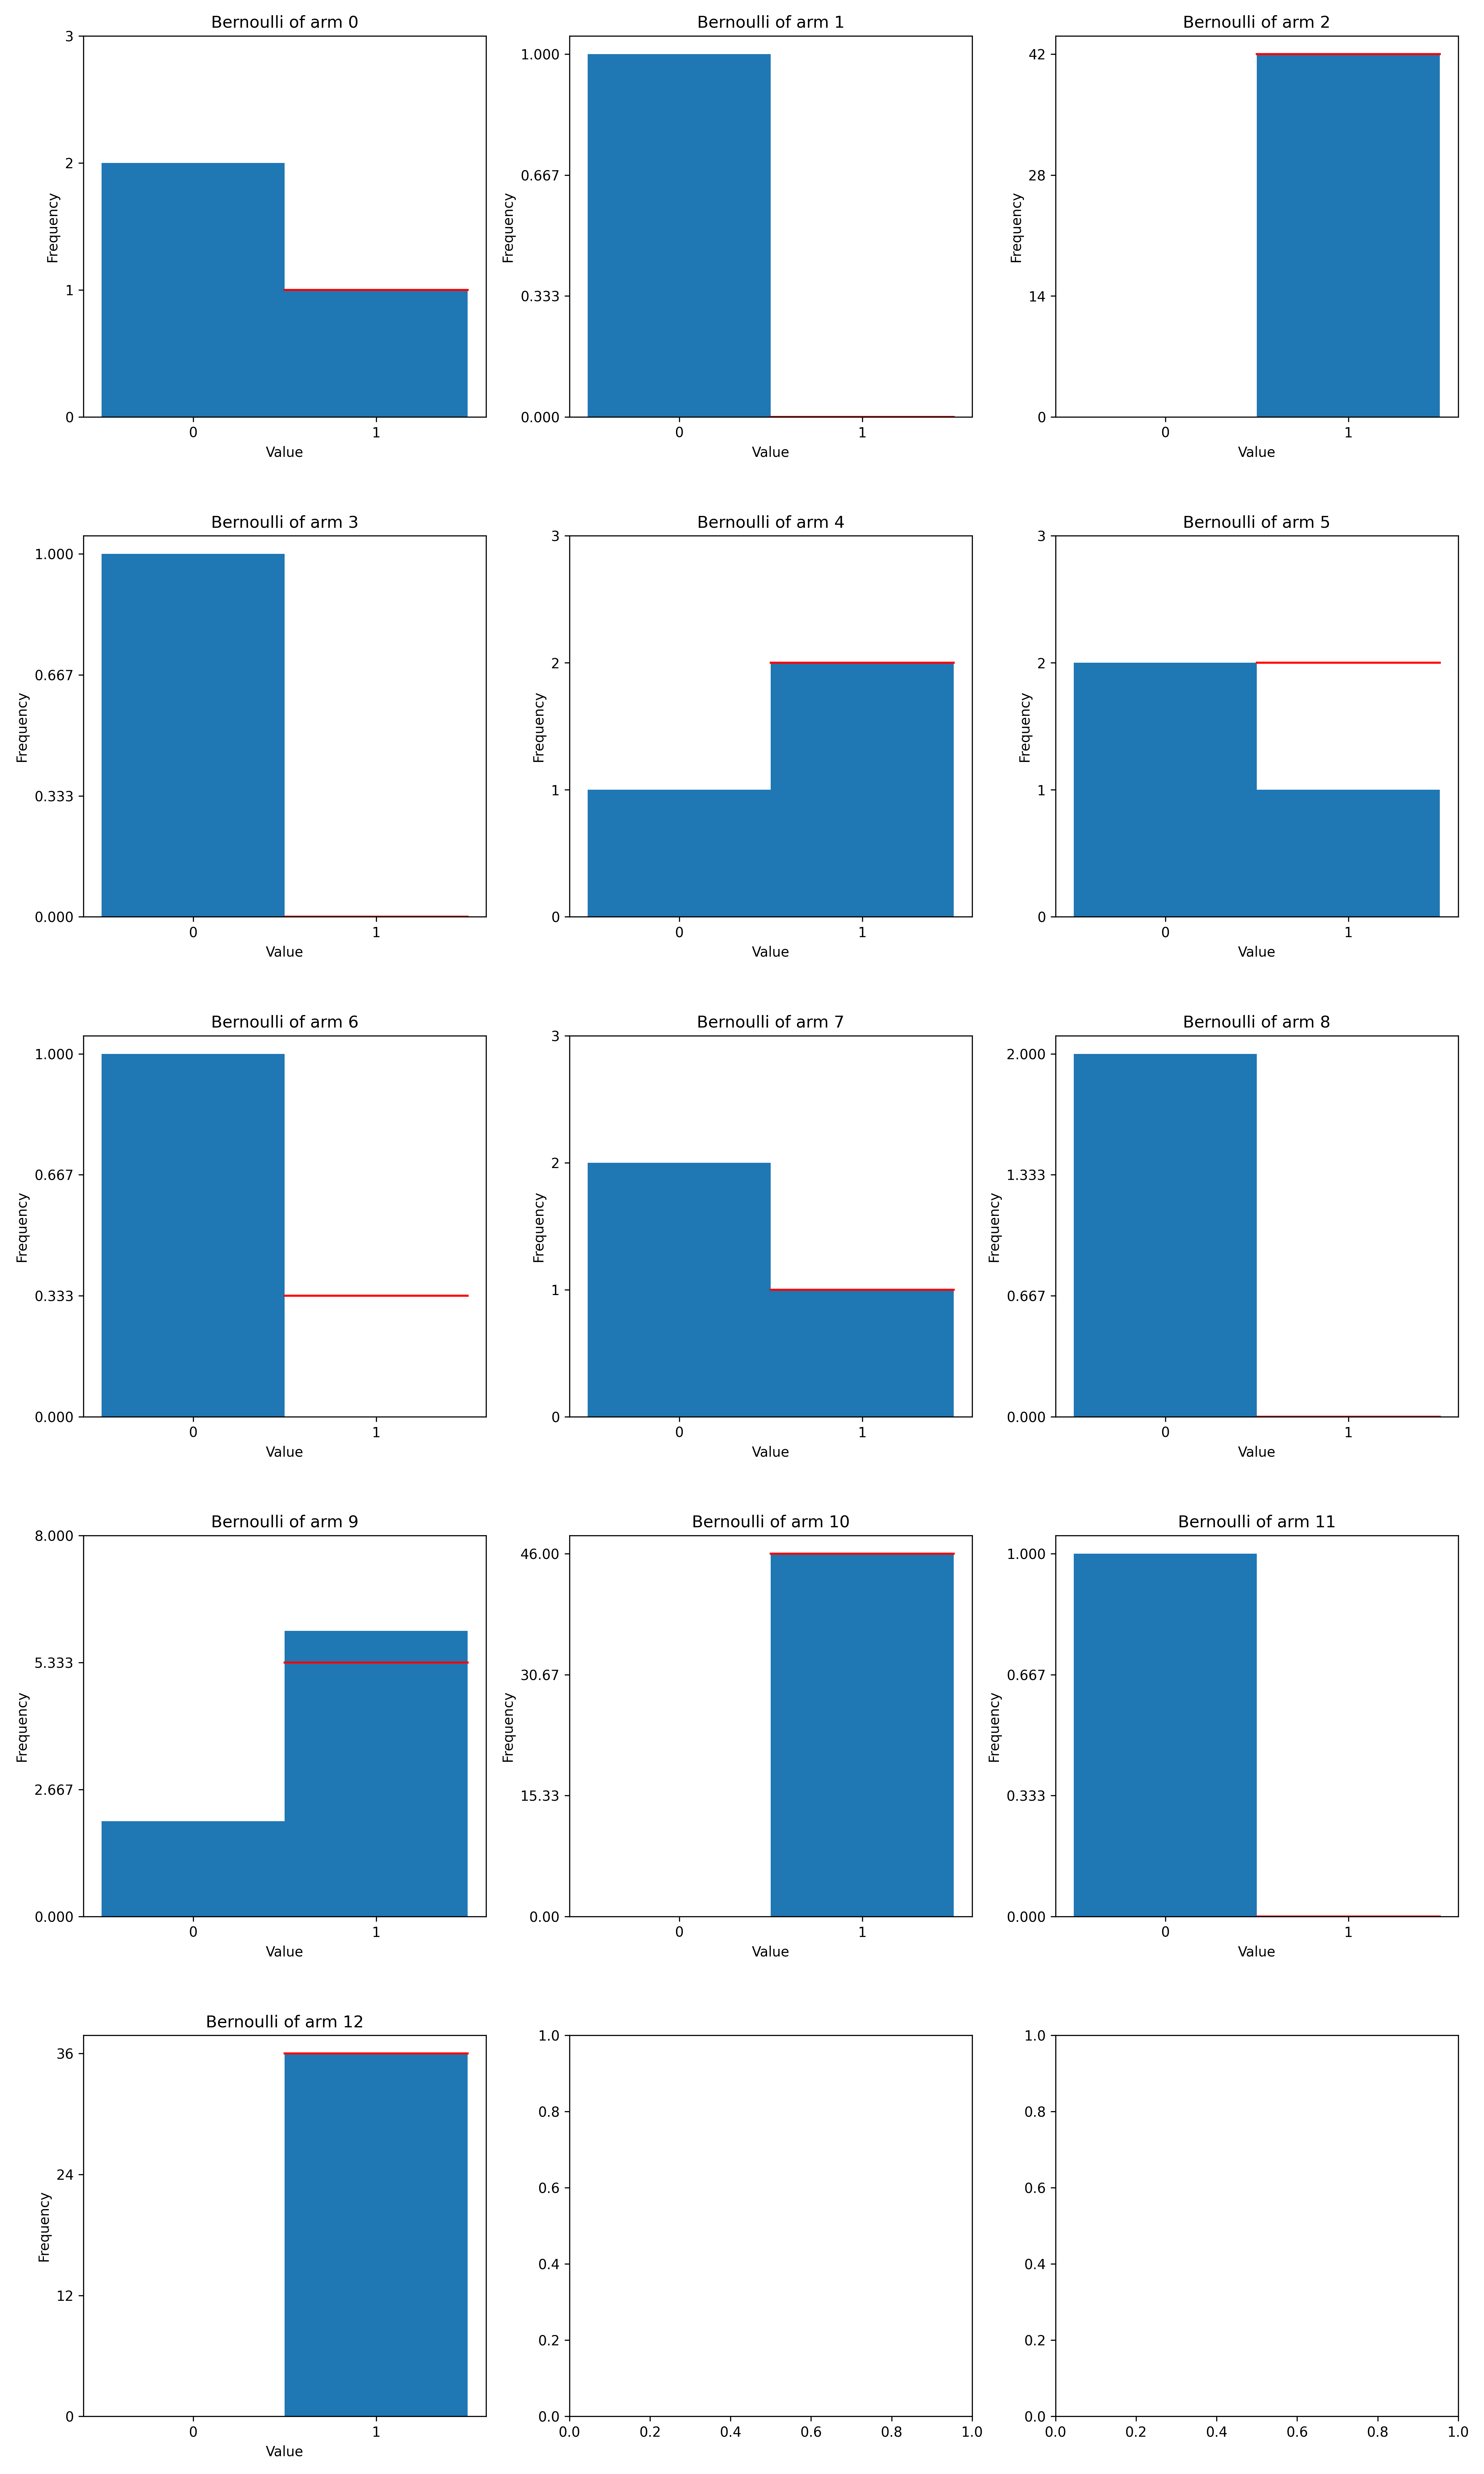 Bernoulli of arm 0
3
2
1
0
Frequency
0 1
Value
Bernoulli of arm 1
1.000
0.667
0.333
0.000
Frequency
0 1
Value
Bernoulli of arm 2
42
28
14
0
Frequency
0 1
Value
Bernoulli of arm 3
1.000
0.667
0.333
0.000
Frequency
0 1
Value
Bernoulli of arm 4
3
2
1
0
Frequency
0 1
Value
Bernoulli of arm 5
3
2
1
0
Frequency
0 1
Value
Bernoulli of arm 6
1.000
0.667
0.333
0.000
Frequency
0 1
Value
Bernoulli of arm 7
3
2
1
0
Frequency
0 1
Value
Bernoulli of arm 8
2.000
1.333
0.667
0.000
Frequency
0 1
Value
Bernoulli of arm 9
8.000
5.333
2.667
0.000
Frequency
0 1
Value
Bernoulli of arm 10
46.00
30.67
15.33
0.00
Frequency
0 1
Value
Bernoulli of arm 11
1.000
0.667
0.333
0.000
Frequency
0 1
Value
Bernoulli of arm 12
36
24
12
0
Frequency
0 1
Value
1.0
0.8
0.6
0.4
0.2
0.0
0.0 0.2 0.4 0.6 0.8 1.0
1.0
0.8
0.6
0.4
0.2
0.0
0.0 0.2 0.4 0.6 0.8 1.0